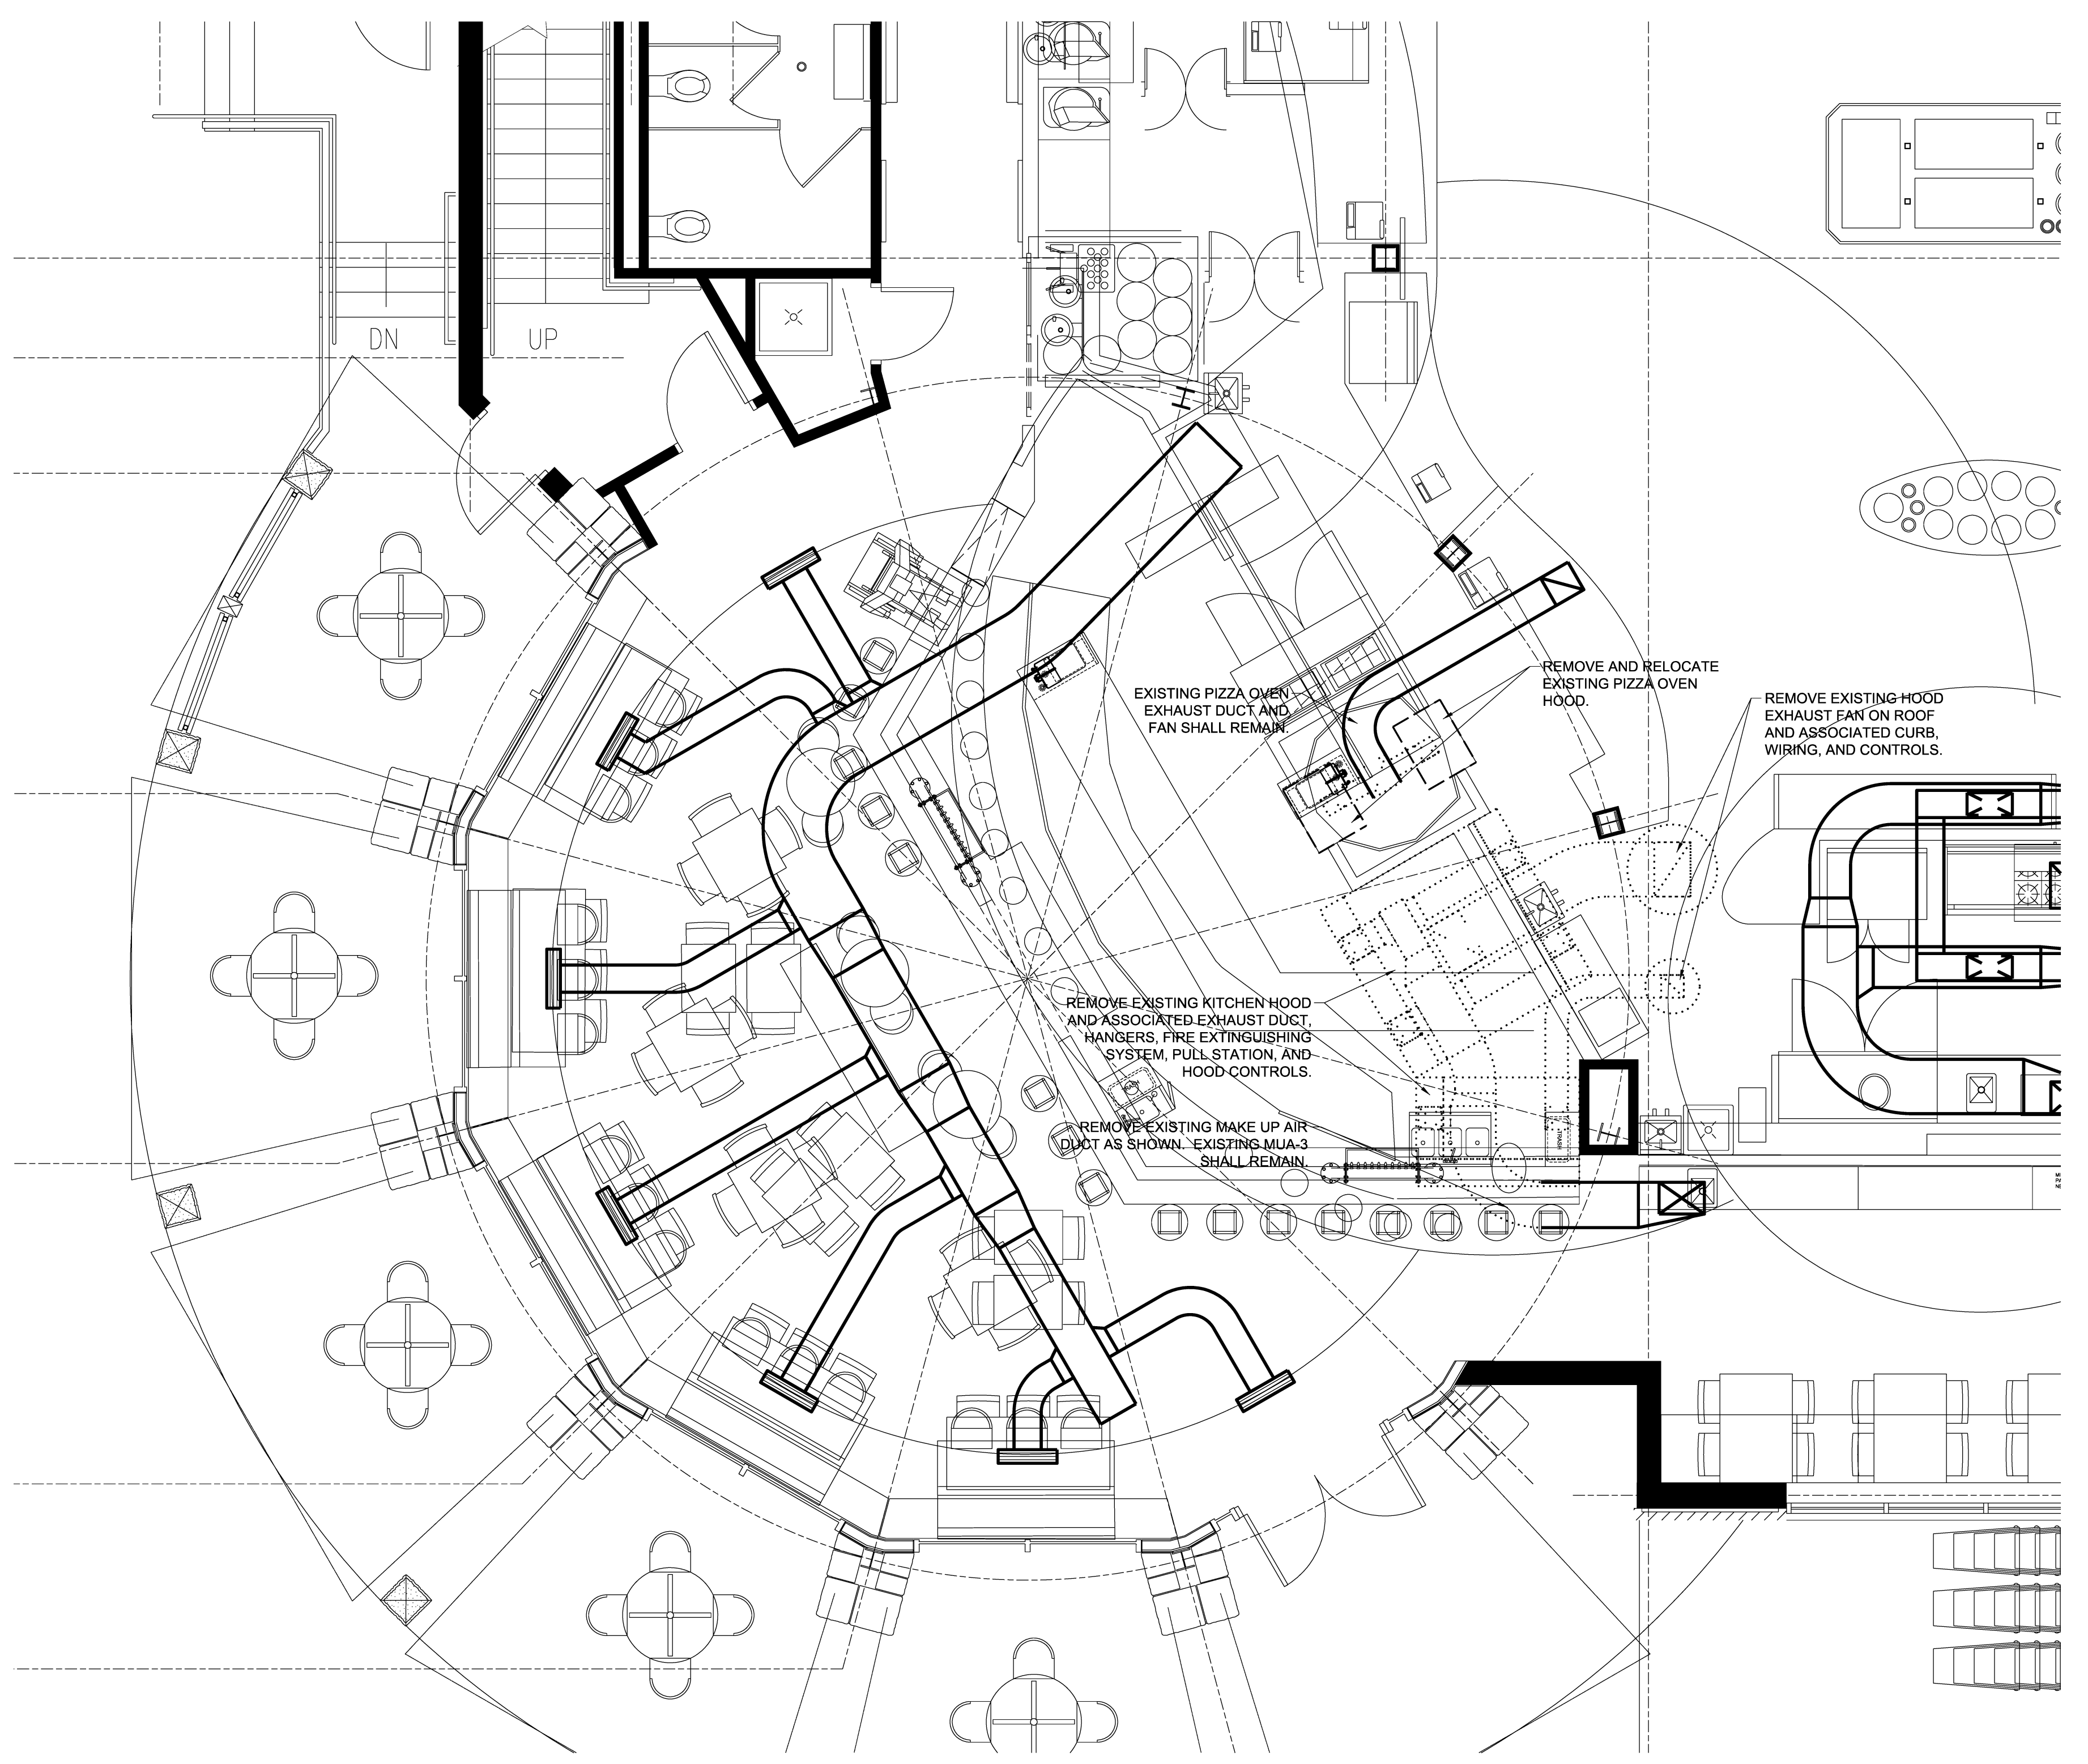 DN
UP
REMOVE AND RELOCATE
EXISTING PIZZA OVEN
HOOD.
EXISTING PIZZA OVEN
EXHAUST DUCT AND
FAN SHALL REMAIN.
REMOVE EXISTING HOOD
EXHAUST FAN ON ROOF
AND ASSOCIATED CURB,
WIRING, AND CONTROLS.
REMOVE EXISTING KITCHEN HOOD
AND ASSOCIATED EXHAUST DUCT,
HANGERS, FIRE EXTINGUISHING
SYSTEM, PULL STATION, AND
HOOD CONTROLS.
REMOVE EXISTING MAKE UP AIR
DUCT AS SHOWN.  EXISTING MUA-3
SHALL REMAIN.
TRASH